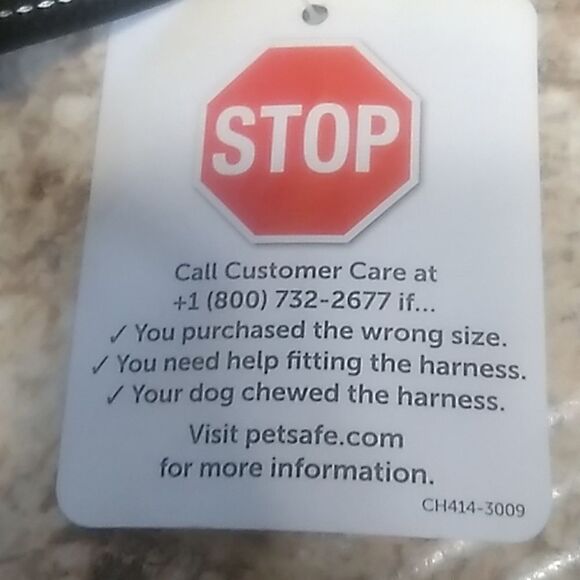 STOP
Call Customer Care at
+1 (800) 732-2677 if...
✓ You purchased the wrong size.
✓ You need help fitting the harness.
✓ Your dog chewed the harness.
Visit petsafe.com
for more information.
CH414-3009